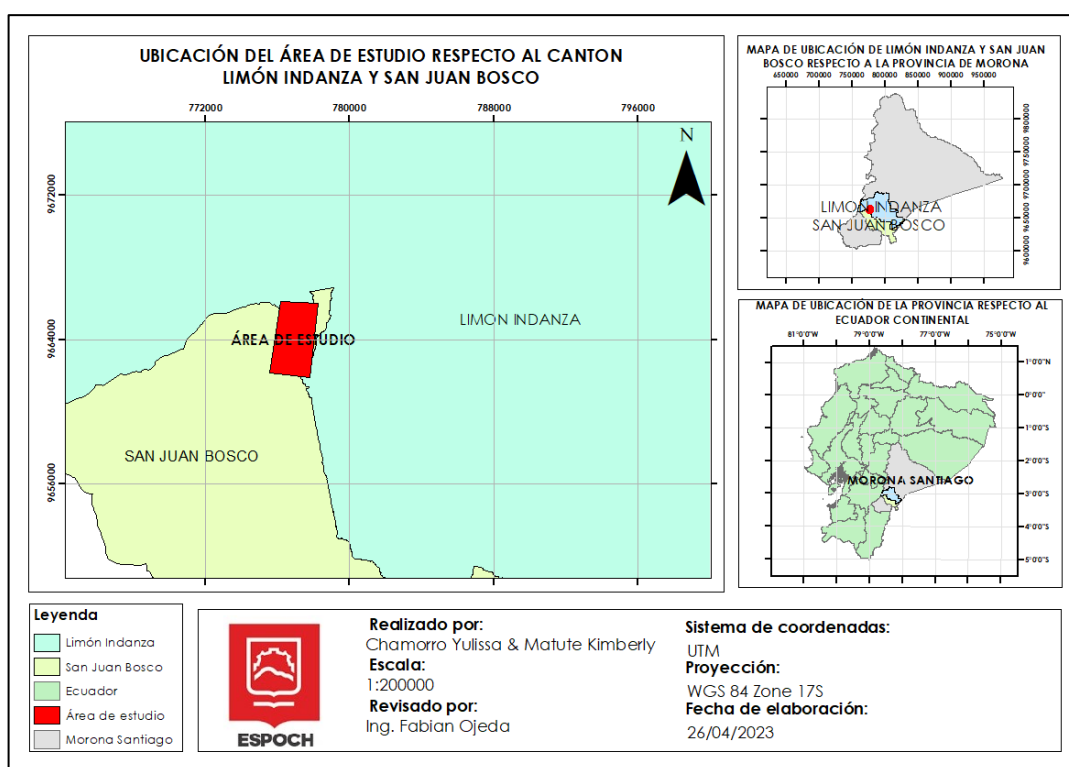 UBICACIÓN DEL ÁREA DE ESTUDIO RESPECTO AL CANTON
LIMÓN INDANZA Y SAN JUAN BOSCO
772000 780000 788000 796000
N
9672000
9664000
9656000
LIMÓN INDANZA
ÁREA DE ESTUDIO
SAN JUAN BOSCO
MAPA DE UBICACIÓN DE LIMÓN INDANZA Y SAN JUAN
BOSCO RESPECTO A LA PROVINCIA DE MORONA
650000 700000 750000 800000 850000 900000 950000
9800000
9750000
9700000
9650000
9600000
LIMÓN INDANZA
SAN JUAN BOSCO
MAPA DE UBICACIÓN DE LA PROVINCIA RESPECTO AL
ECUADOR CONTINENTAL
81°0'0"W 79°0'0"W 77°0'0"W 75°0'0"W
1°0'0"N
0°0'0"
1°0'0"S
2°0'0"S
3°0'0"S
4°0'0"S
5°0'0"S
MORONA SANTIAGO
Leyenda
Limón Indanza
San Juan Bosco
Ecuador
Área de estudio
Morona Santiago
ESPOCH
Realizado por:
Chamorro Yulissa & Matute Kimberly
Escala:
1:200000
Revisado por:
Ing. Fabian Ojeda
Sistema de coordenadas:
UTM
Proyección:
WGS 84 Zone 17S
Fecha de elaboración:
26/04/2023